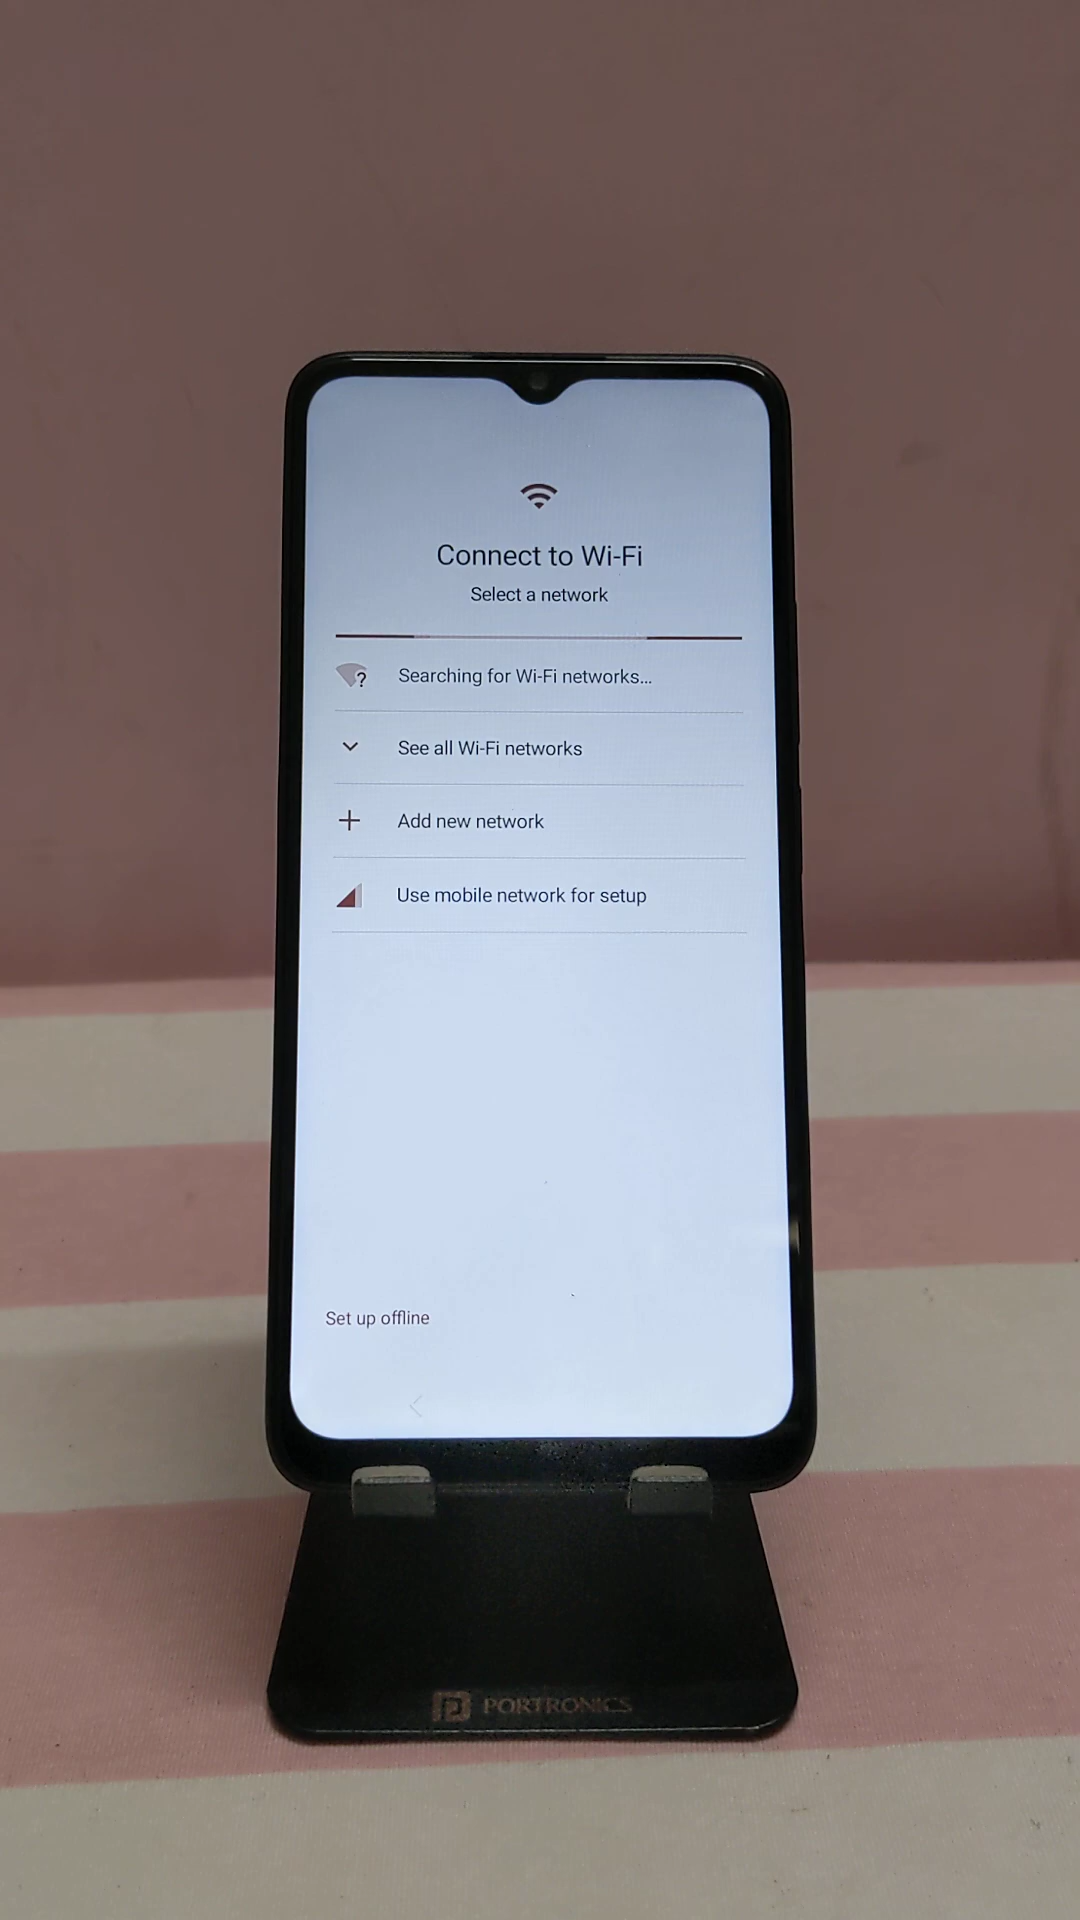 Connect to Wi-Fi
Select a network
Searching for Wi-Fi networks...
See all Wi-Fi networks
Add new network
Use mobile network for setup
Set up offline
PORTRONICS